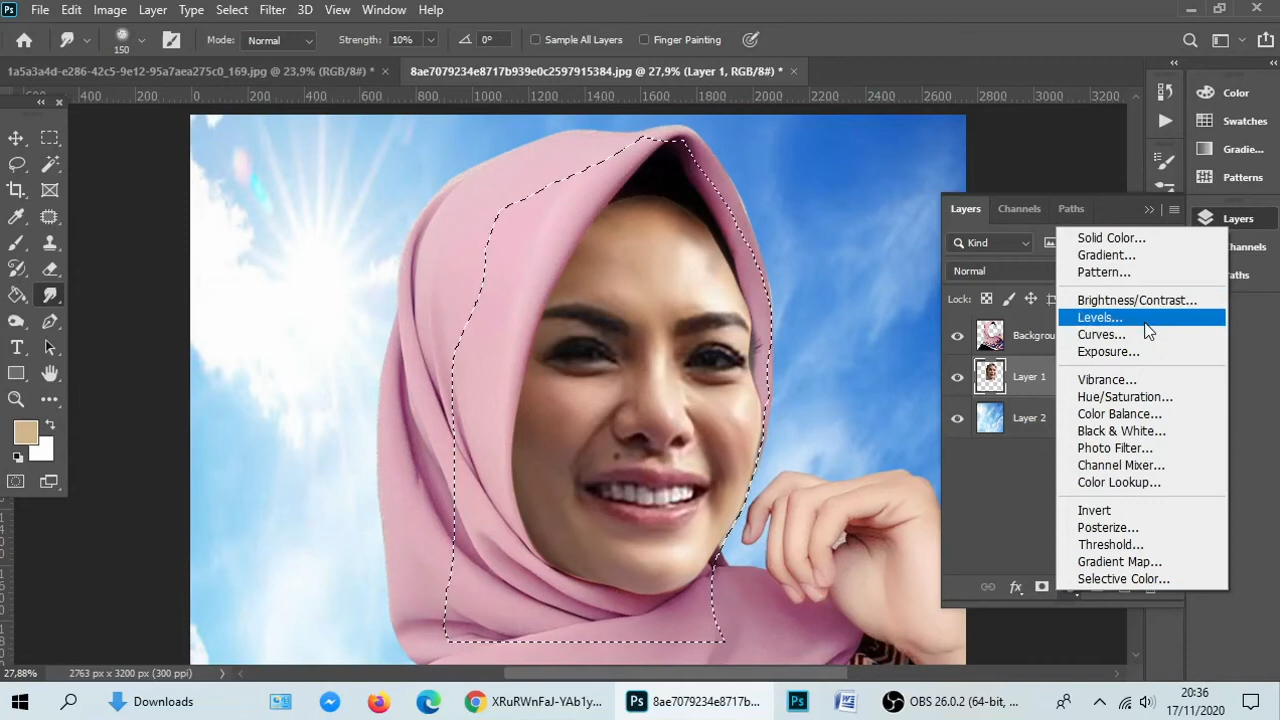 Ps File Edit Image Layer Type Select Filter 3D View Window Help
150 Mode: Normal Strength: 10% 0° Sample All Layers Finger Painting
1a5a3a4d-e286-42c5-9e12-95a7aea275c0_169.jpg @ 23,9% (RGB/8#) * × 8ae7079234e8717b939e0c2597915384.jpg @ 27,9% (Layer 1, RGB/8#) * ×
400 200 0 200 400 600 800 1000 1200 1400 1600 1800 2000 2200 2400 2600 2800 3000 3200
Color
Swatches
Gradie...
Patterns
Layers
hannels
aths
Layers Channels Paths
Kind
Normal
Lock:
Backgrou
Layer 1
Layer 2
fx
Solid Color...
Gradient...
Pattern...
Brightness/Contrast...
Levels...
Curves...
Exposure...
Vibrance...
Hue/Saturation...
Color Balance...
Black & White...
Photo Filter...
Channel Mixer...
Color Lookup...
Invert
Posterize...
Threshold...
Gradient Map...
Selective Color...
27,88% 2763 px x 3200 px (300 ppi)
Downloads XRuRWnFaJ-YAb1y... Ps 8ae7079234e8717b... Ps OBS 26.0.2 (64-bit, ... 20:36
17/11/2020